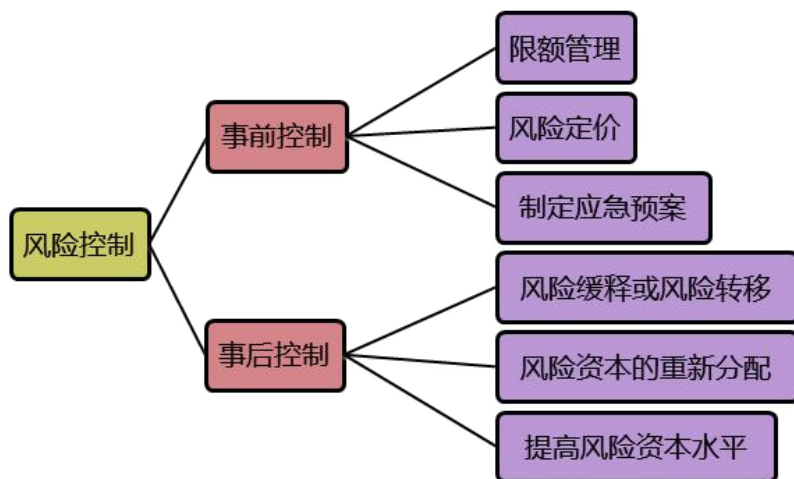 风险控制
事前控制
限额管理
风险定价
制定应急预案
事后控制
风险缓释或风险转移
风险资本的重新分配
提高风险资本水平